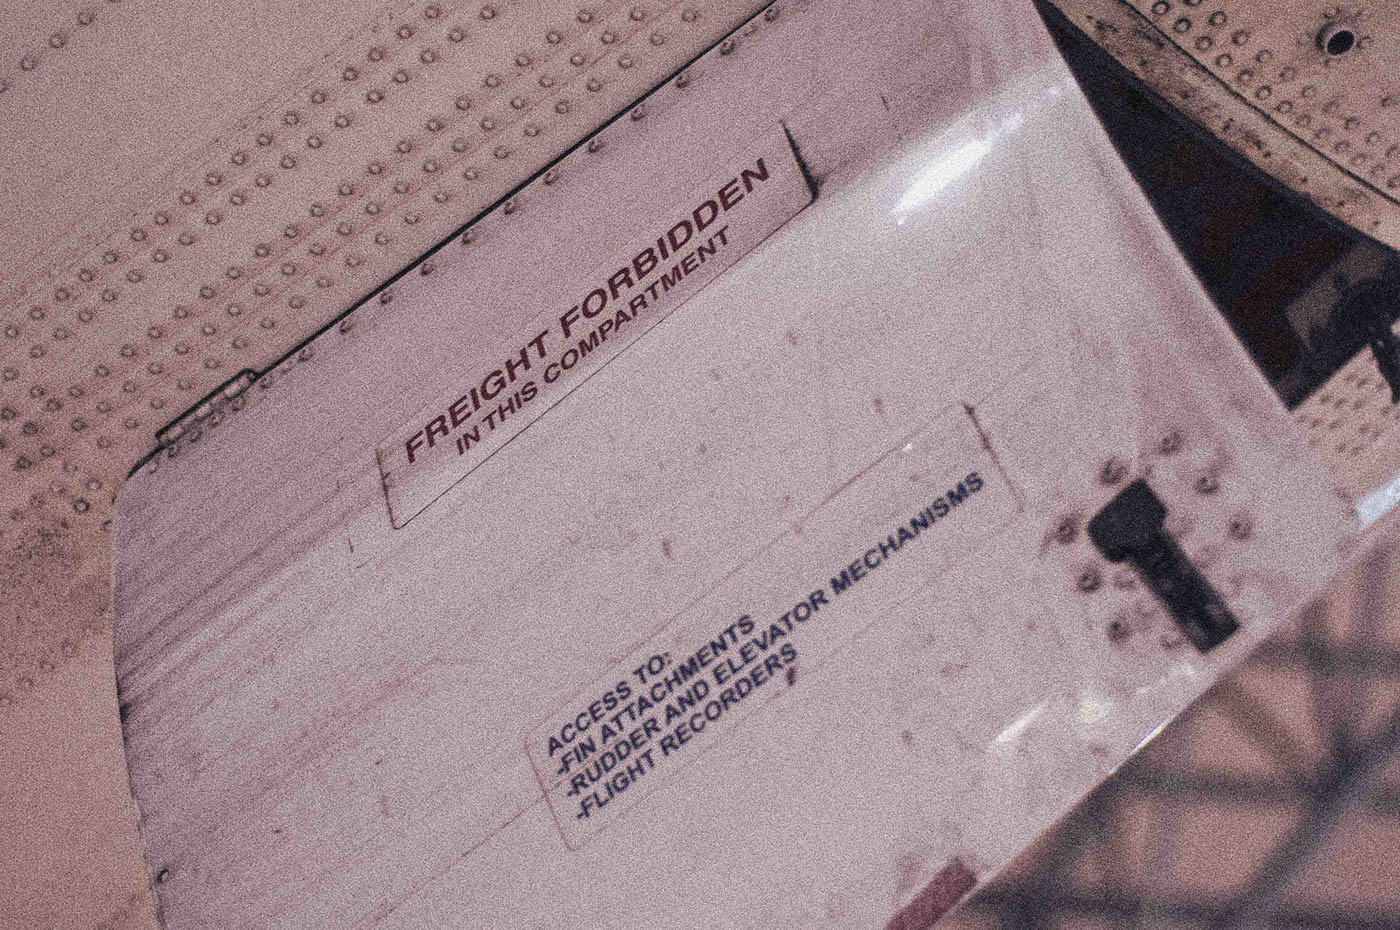 FREIGHT FORBIDDEN
IN THIS COMPARTMENT
ACCESS TO:
-FIN ATTACHMENTS
-RUDDER AND ELEVATOR MECHANISMS
-FLIGHT RECORDERS